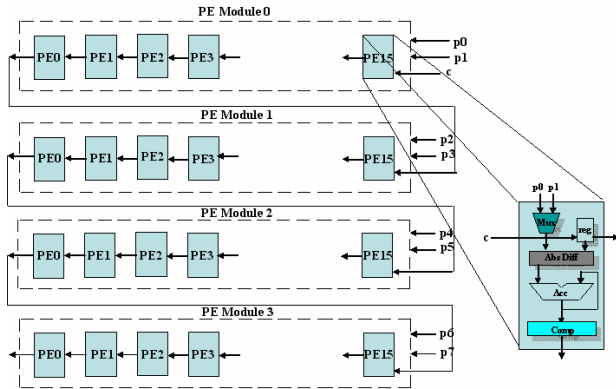 PE Module 0
PE0 PE1 PE2 PE3 PE15
p0
p1
c
PE Module 1
PE0 PE1 PE2 PE3 PE15
p2
p3
PE Module 2
PE0 PE1 PE2 PE3 PE15
p4
p5
PE Module 3
PE0 PE1 PE2 PE3 PE15
p6
p7
p0 p1
Mux
reg
c
Abs Diff
Acc
Comp